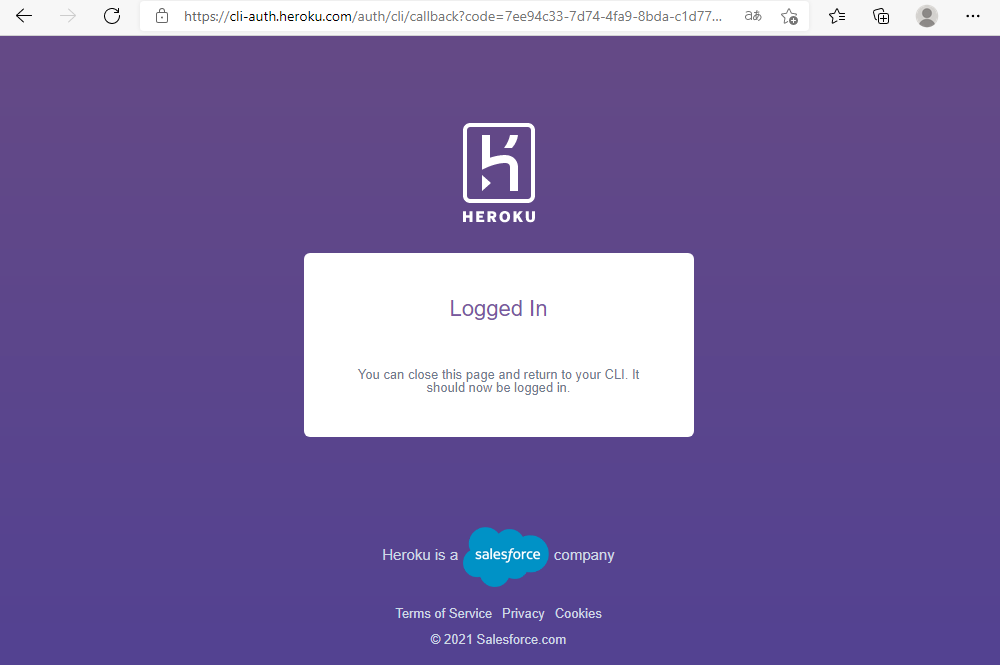 https://cli-auth.heroku.com/auth/cli/callback?code=7ee94c33-7d74-4fa9-8bda-c1d77...
aあ
HEROKU
Logged In
You can close this page and return to your CLI. It
should now be logged in.
Heroku is a salesforce company
Terms of Service Privacy Cookies
© 2021 Salesforce.com